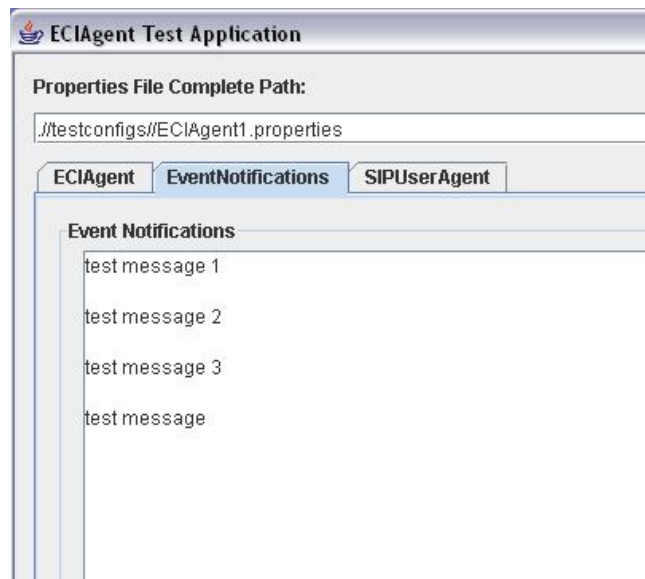 ECIAgent Test Application
Properties File Complete Path:
.//testconfigs//ECIAgent1.properties
ECIAgent EventNotifications SIPUserAgent
Event Notifications
test message 1
test message 2
test message 3
test message